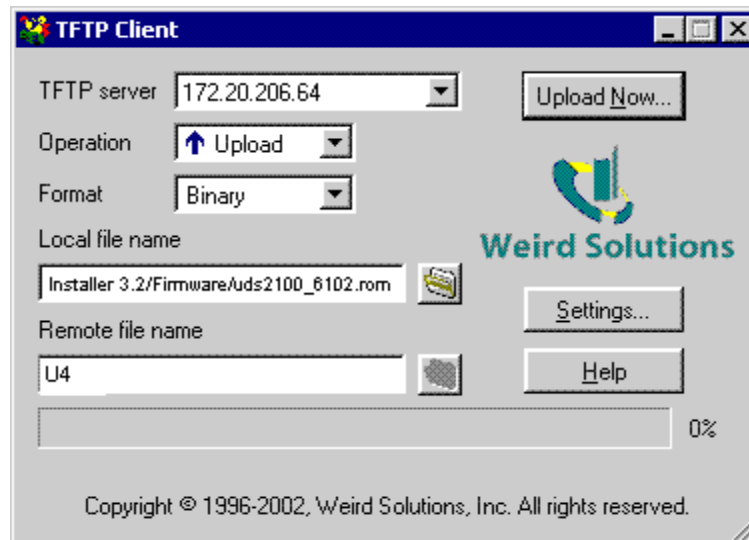 TFTP Client
TFTP server 172.20.206.64 Upload Now...
Operation Upload
Format Binary
Local file name
Weird Solutions
Installer 3.2/Firmware/uds2100_6102.rom
Settings...
Remote file name
U4 Help
0%
Copyright © 1996-2002, Weird Solutions, Inc. All rights reserved.